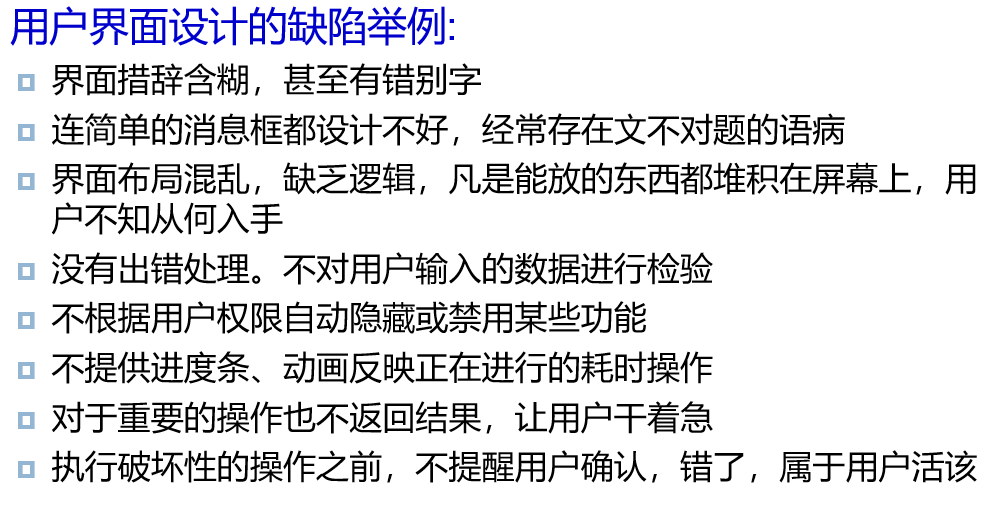 用户界面设计的缺陷举例:
界面措辞含糊，甚至有错别字
连简单的消息框都设计不好，经常存在文不对题的语病
界面布局混乱，缺乏逻辑，凡是能放的东西都堆积在屏幕上，用
户不知从何入手
没有出错处理。不对用户输入的数据进行检验
不根据用户权限自动隐藏或禁用某些功能
不提供进度条、动画反映正在进行的耗时操作
对于重要的操作也不返回结果，让用户干着急
执行破坏性的操作之前，不提醒用户确认，错了，属于用户活该